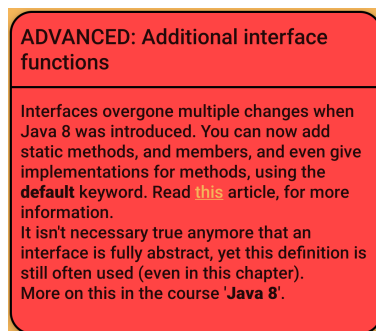 ADVANCED: Additional interface
functions
Interfaces overgone multiple changes when
Java 8 was introduced. You can now add
static methods, and members, and even give
implementations for methods, using the
default keyword. Read this article, for more
information.
It isn't necessary true anymore that an
interface is fully abstract, yet this definition is
still often used (even in this chapter).
More on this in the course 'Java 8'.